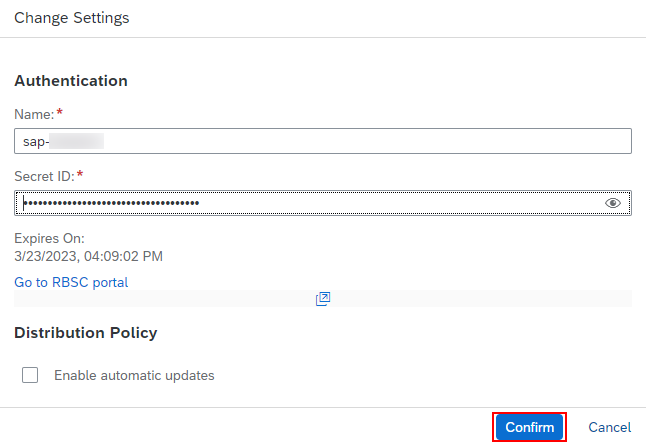 Change Settings
Authentication
Name: *
sap-
Secret ID: *
••••••••••••••••••••••••••••••••••••
Expires On:
3/23/2023, 04:09:02 PM
Go to RBSC portal
Distribution Policy
Enable automatic updates
Confirm Cancel